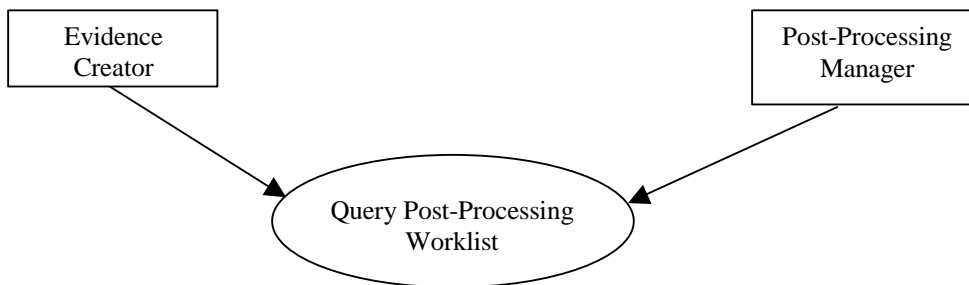 Evidence
Creator
Post-Processing
Manager
Query Post-Processing
Worklist